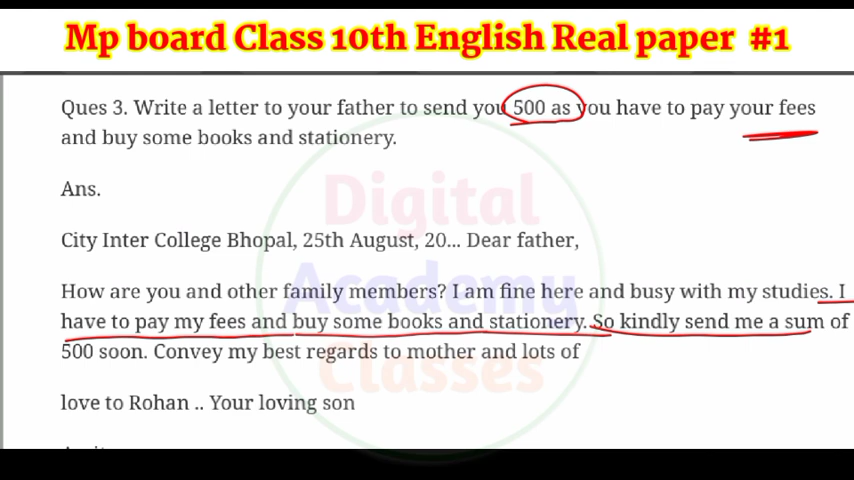 Mp board Class 10th English Real paper #1
Ques 3. Write a letter to your father to send you 500 as you have to pay your fees
and buy some books and stationery.
Ans.
City Inter College Bhopal, 25th August, 20... Dear father,
How are you and other family members? I am fine here and busy with my studies. I
have to pay my fees and buy some books and stationery. So kindly send me a sum of
500 soon. Convey my best regards to mother and lots of
love to Rohan .. Your loving son
Digital
Academy
Classes